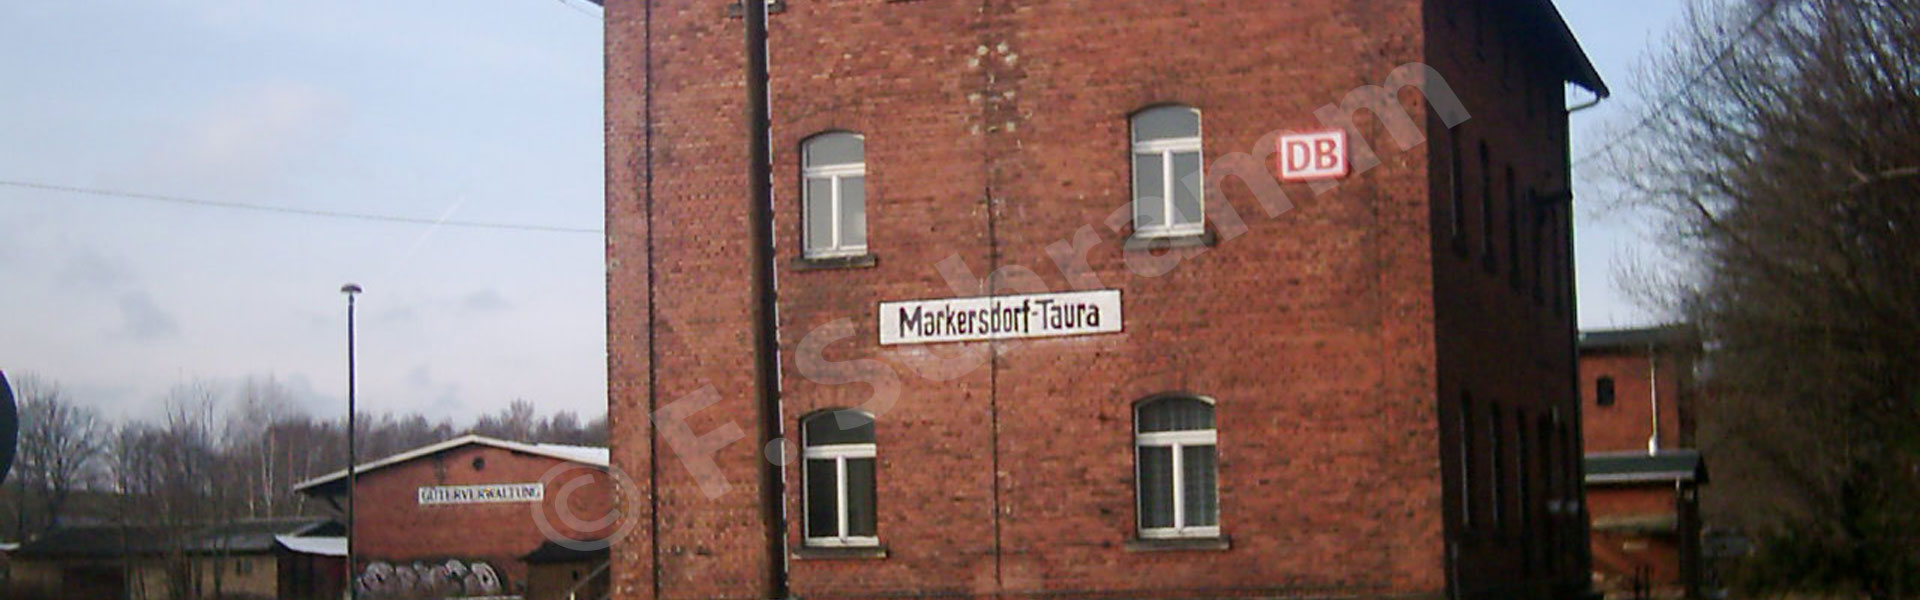 DB
Markersdorf-Taura
GÜTERVERWALTUNG
© F. Schramm